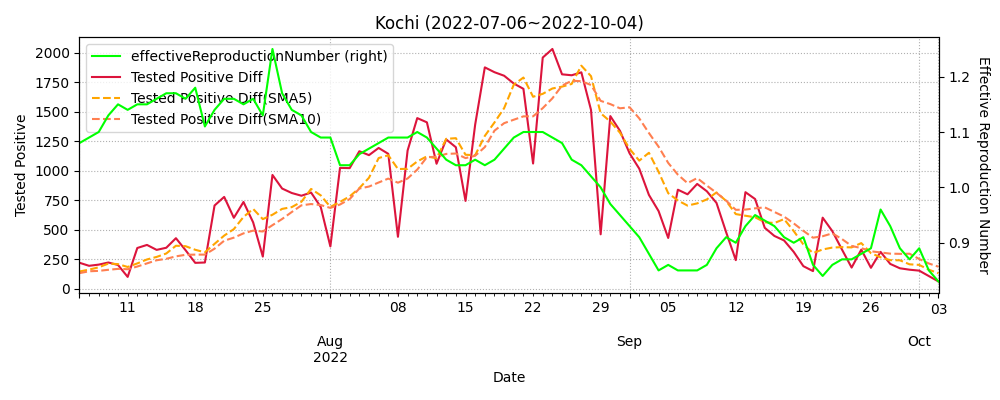 Kochi (2022-07-06~2022-10-04)
effectiveReproductionNumber (right)
Tested Positive Diff
Tested Positive Diff(SMA5)
Tested Positive Diff(SMA10)
Tested Positive
2000
1750
1500
1250
1000
750
500
250
0
Effective Reproduction Number
1.2
1.1
1.0
0.9
11 18 25 08 15 22 29 05 12 19 26 03
Aug Sep Oct
2022
Date